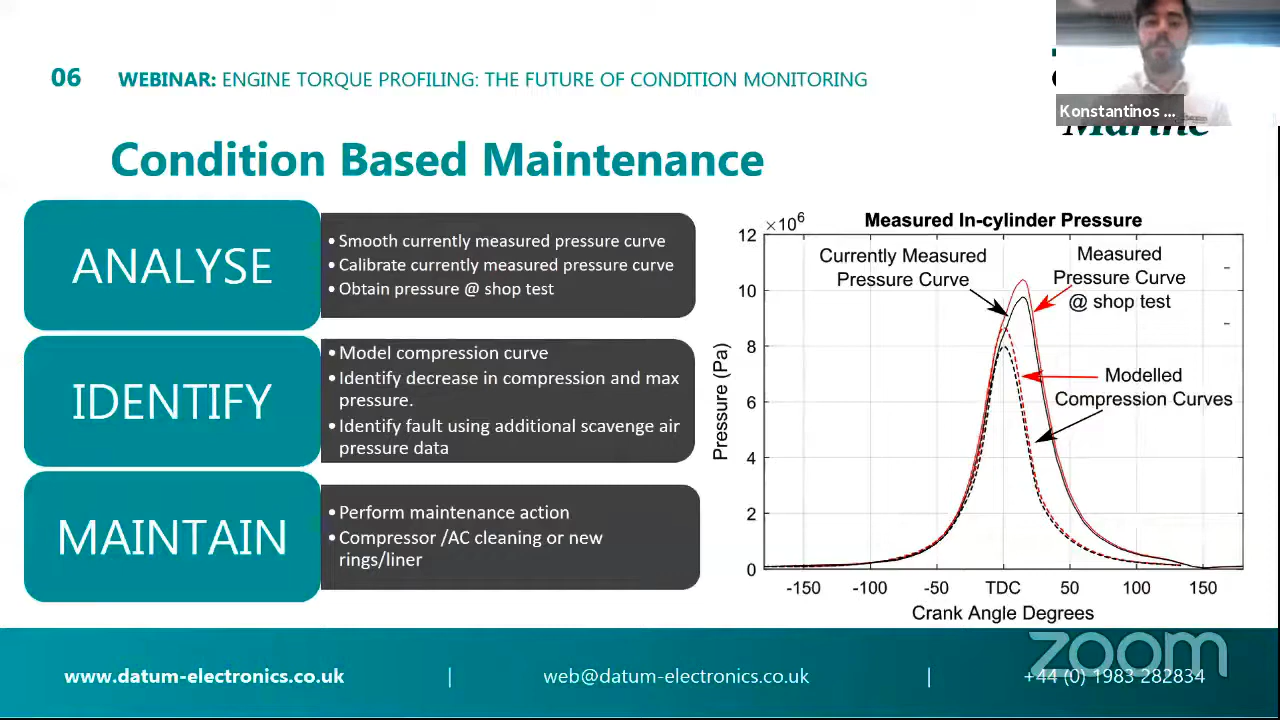 06 WEBINAR: ENGINE TORQUE PROFILING: THE FUTURE OF CONDITION MONITORING
Konstantinos ...
Marine
Condition Based Maintenance
ANALYSE
• Smooth currently measured pressure curve
• Calibrate currently measured pressure curve
• Obtain pressure @ shop test
IDENTIFY
• Model compression curve
• Identify decrease in compression and max
pressure.
• Identify fault using additional scavenge air
pressure data
MAINTAIN
• Perform maintenance action
• Compressor /AC cleaning or new
rings/liner
Measured In-cylinder Pressure
×10⁶
12
10
8
6
4
2
0
Pressure (Pa)
Currently Measured
Pressure Curve
Measured
Pressure Curve
@ shop test
Modelled
Compression Curves
-150 -100 -50 TDC 50 100 150
Crank Angle Degrees
zoom
www.datum-electronics.co.uk | web@datum-electronics.co.uk | +44 (0) 1983 282834